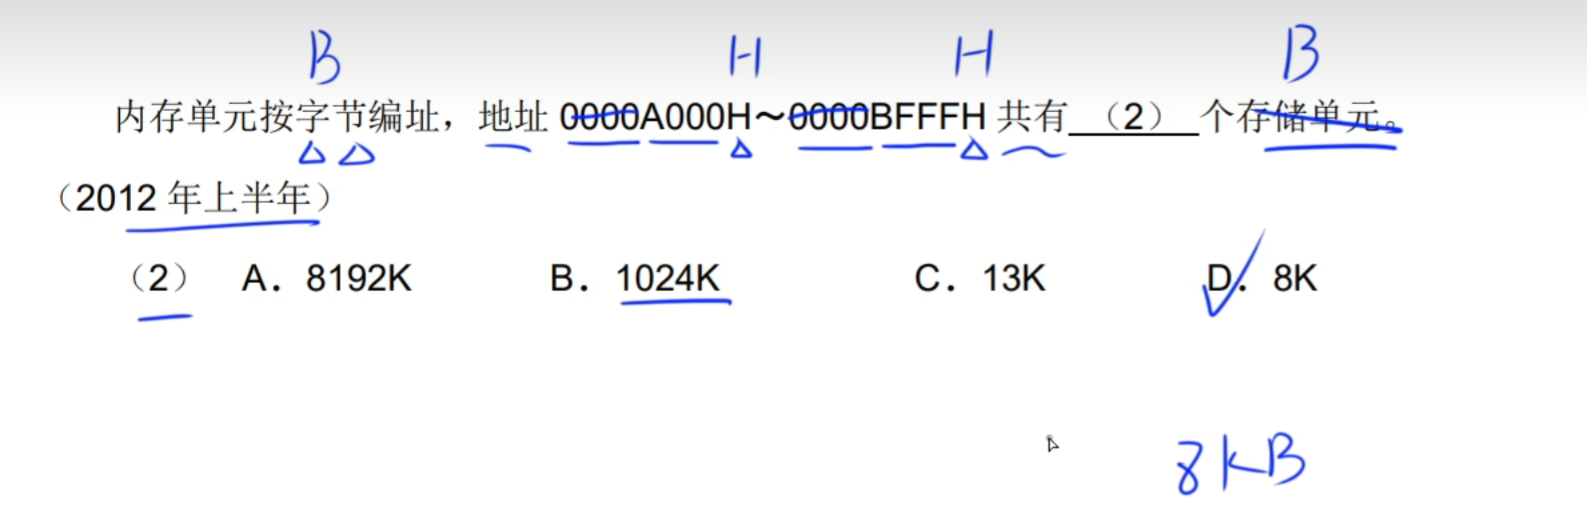 B H H B
内存单元按字节编址，地址 0000A000H～0000BFFFH 共有 （2） 个存储单元。
（2012 年上半年）
（2） A．8192K B．1024K C．13K D．8K
8KB